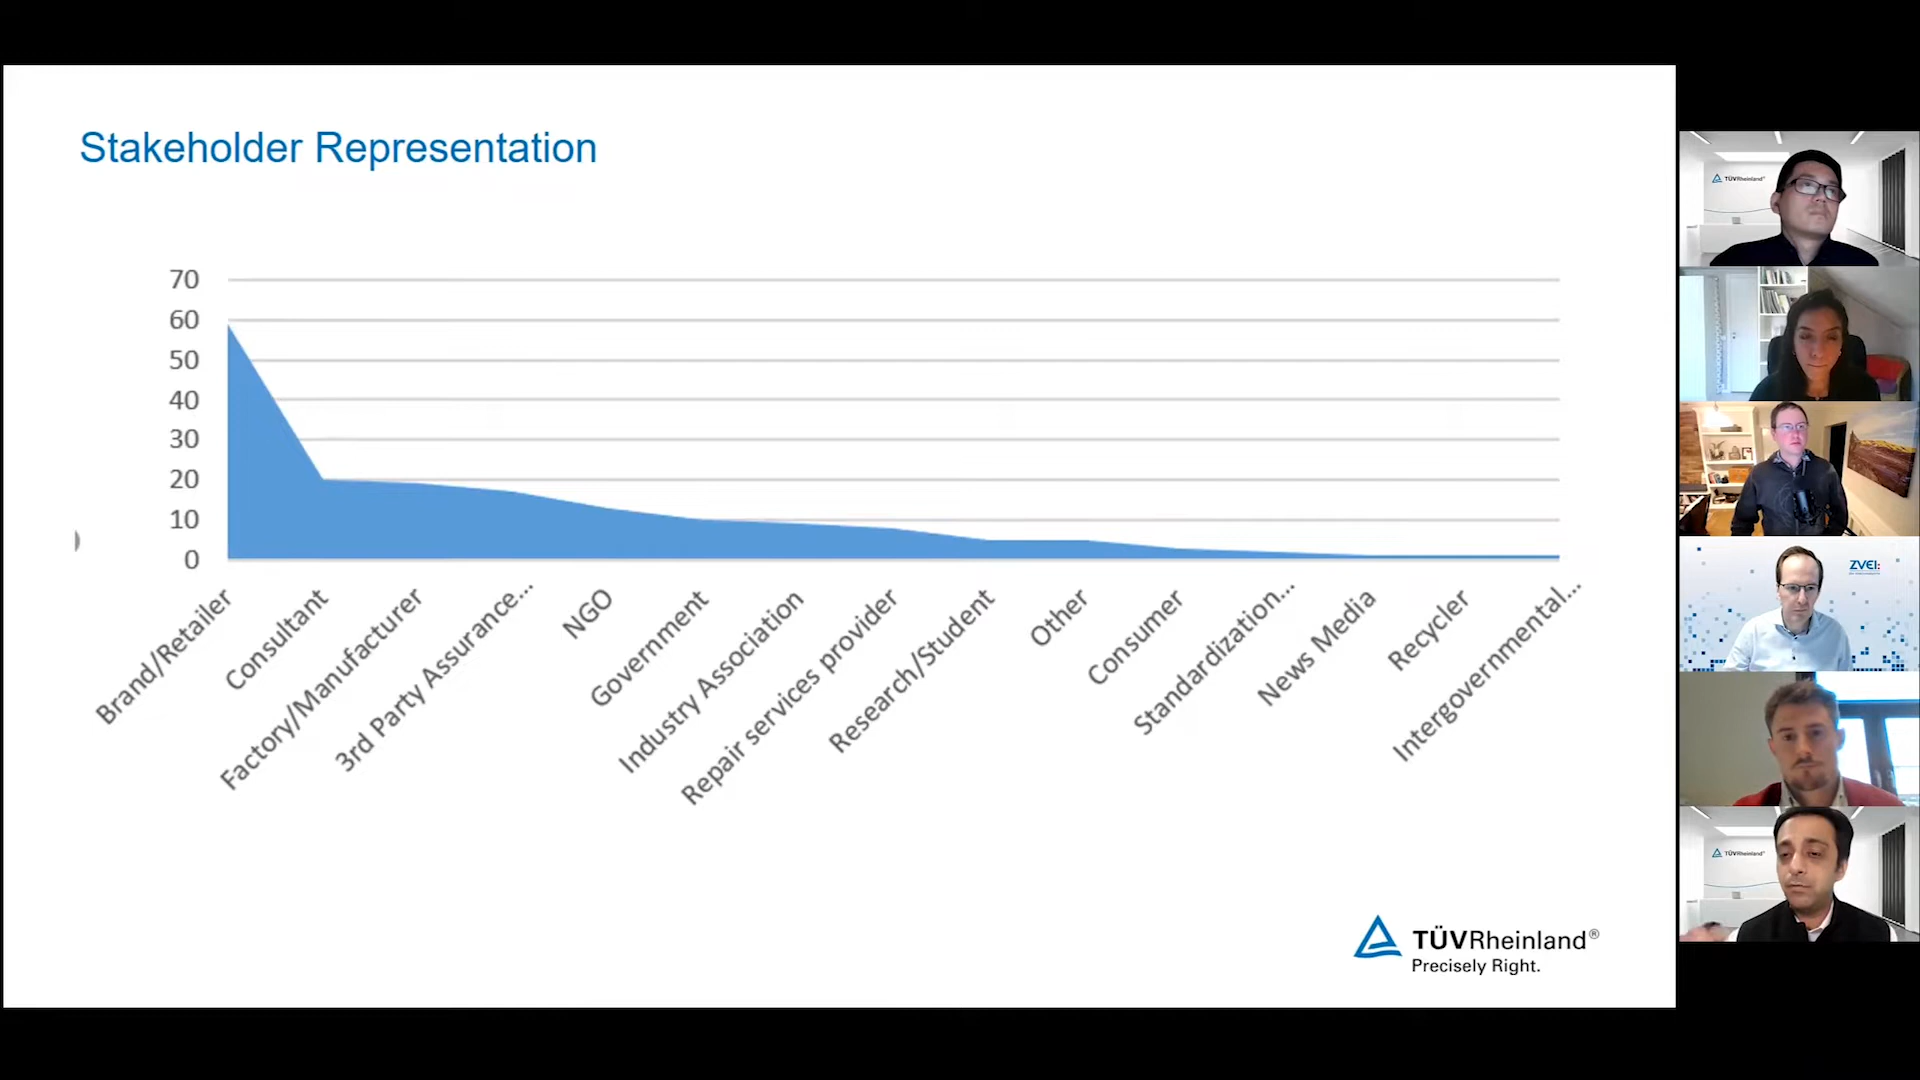 Stakeholder Representation
70
60
50
40
30
20
10
0
Brand/Retailer
Consultant
Factory/Manufacturer
3rd Party Assurance...
NGO
Government
Industry Association
Repair services provider
Research/Student
Other
Consumer
Standardization...
News Media
Recycler
Intergovernmental...
TÜVRheinland®
Precisely Right.
TÜVRheinland®
ZVEI:
TÜVRheinland®